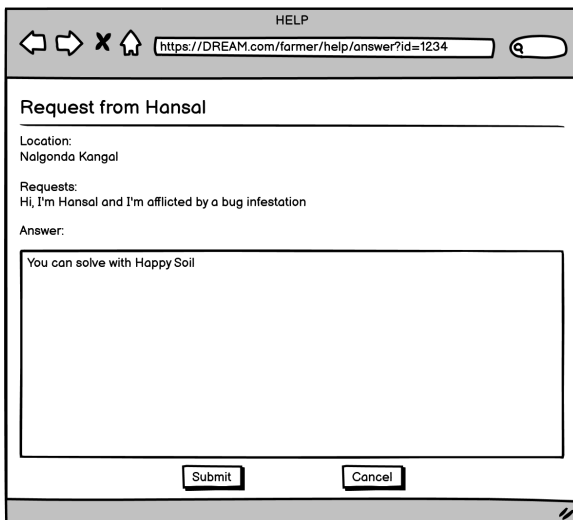 HELP
https://DREAM.com/farmer/help/answer?id=1234
Request from Hansal
Location:
Nalgonda Kangal
Requests:
Hi, I'm Hansal and I'm afflicted by a bug infestation
Answer:
You can solve with Happy Soil
Submit
Cancel